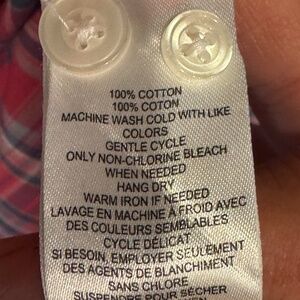 100% COTTON
100% COTON
MACHINE WASH COLD WITH LIKE
COLORS
GENTLE CYCLE
ONLY NON-CHLORINE BLEACH
WHEN NEEDED
HANG DRY
WARM IRON IF NEEDED
LAVAGE EN MACHINE À FROID AVEC
DES COULEURS SEMBLABLES
CYCLE DÉLICAT
SI BESOIN, EMPLOYER SEULEMENT
DES AGENTS DE BLANCHIMENT
SANS CHLORE
SUSPENDRE POUR SÉCHER